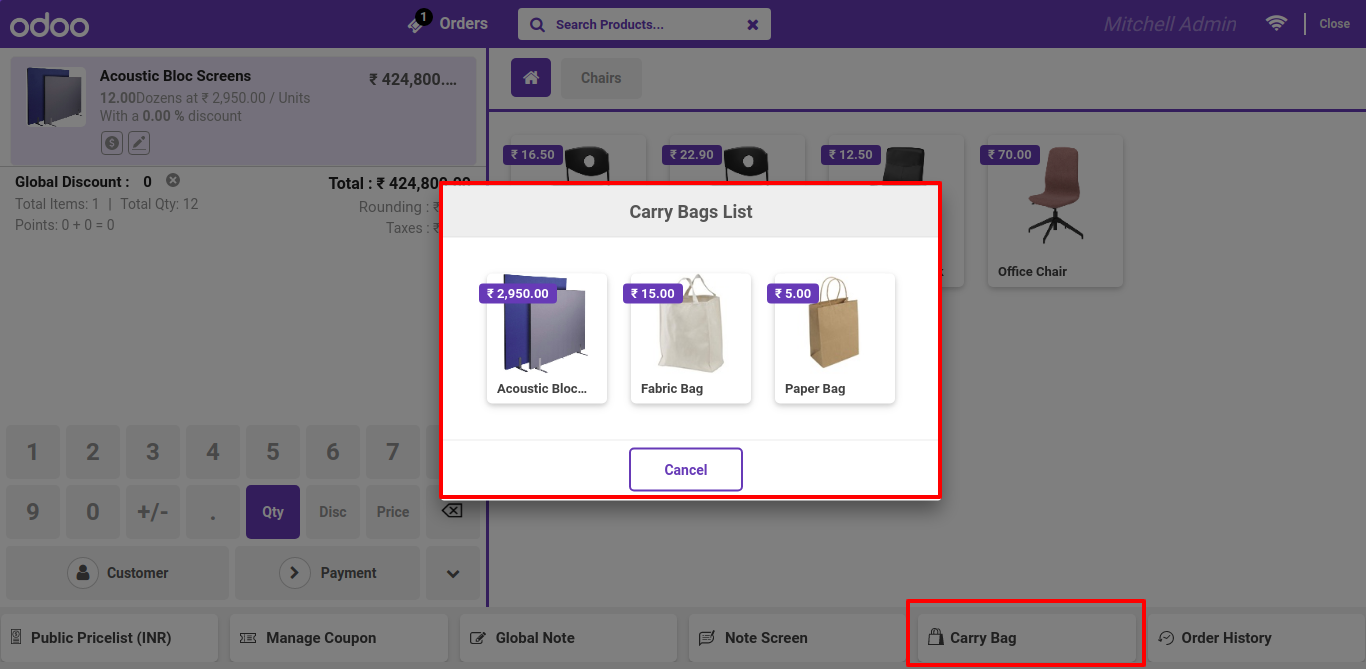 odoo
1
Orders
Search Products...
Mitchell Admin
Close
Acoustic Bloc Screens
₹ 424,800....
12.00Dozens at ₹ 2,950.00 / Units
With a 0.00 % discount
Global Discount : 0
Total : ₹ 424,800.00
Total Items: 1 | Total Qty: 12
Rounding : ₹
Points: 0 + 0 = 0
Taxes : ₹
Chairs
₹ 16.50
₹ 22.90
₹ 12.50
₹ 70.00
Office Chair
Carry Bags List
₹ 2,950.00
₹ 15.00
₹ 5.00
Acoustic Bloc...
Fabric Bag
Paper Bag
Cancel
1 2 3 4 5 6 7
9 0 +/- . Qty Disc Price
Customer
Payment
Public Pricelist (INR)
Manage Coupon
Global Note
Note Screen
Carry Bag
Order History